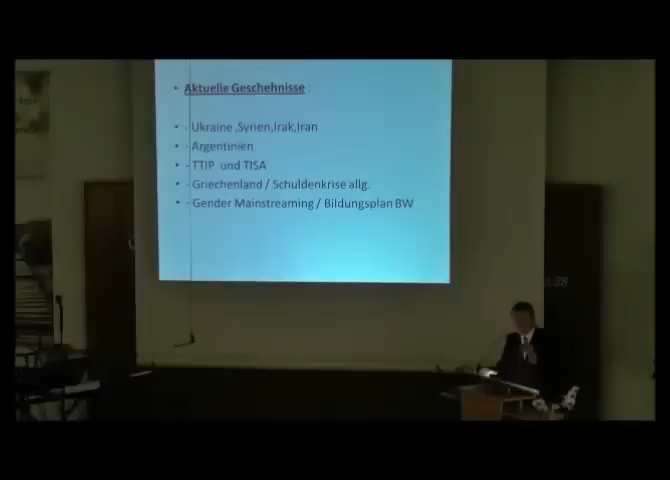 • Aktuelle Geschehnisse :
• - Ukraine ,Syrien,Irak,Iran
• - Argentinien
• - TTIP und TISA
• - Griechenland / Schuldenkrise allg.
• - Gender Mainstreaming / Bildungsplan BW